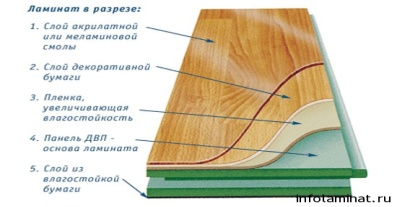 Ламинат в разрезе:
1. Слой акрилатной
или меламиновой
смолы
2. Слой декоративной
бумаги
3. Пленка,
увеличивающая
влагостойкость
4. Панель ДВП -
основа ламината
5. Слой из
влагостойкой
бумаги
infolaminat.ru